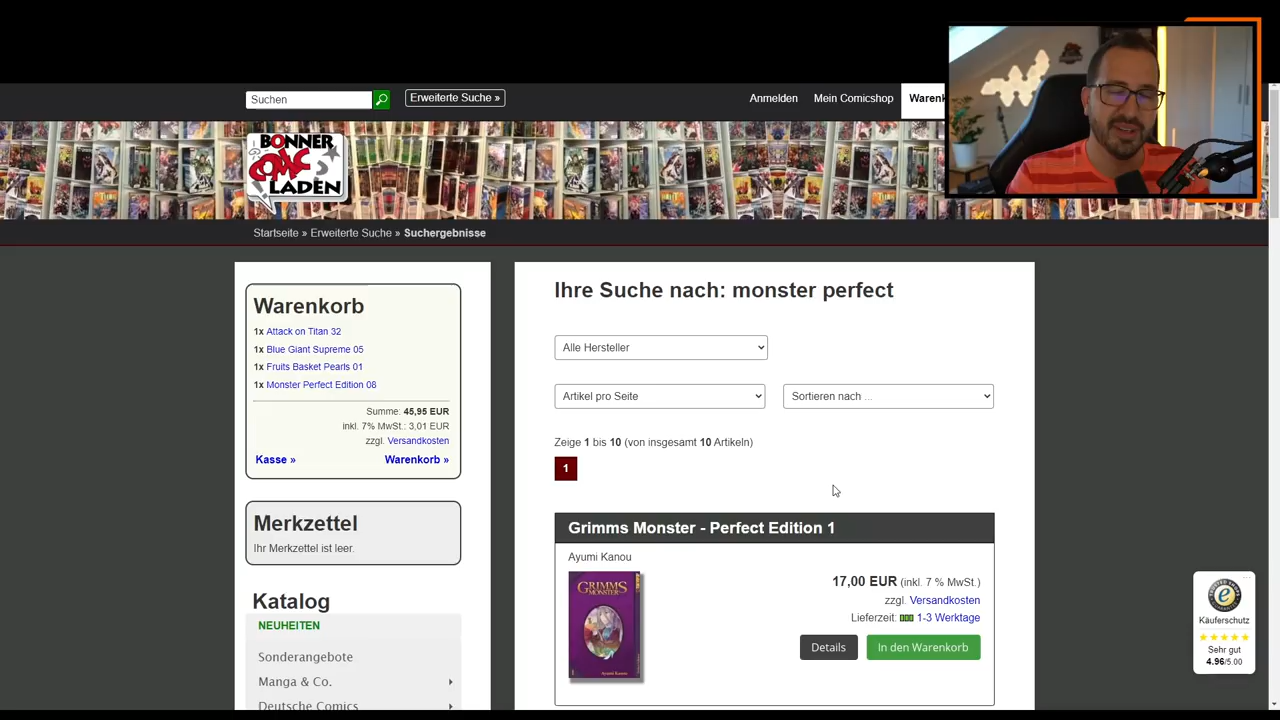 Suchen
Erweiterte Suche »
Anmelden
Mein Comicshop
Warenk
BONNER
COMIC
LADEN
Startseite » Erweiterte Suche » Suchergebnisse
Warenkorb
1x Attack on Titan 32
1x Blue Giant Supreme 05
1x Fruits Basket Pearls 01
1x Monster Perfect Edition 08
Summe: 45,95 EUR
inkl. 7% MwSt.: 3,01 EUR
zzgl. Versandkosten
Kasse »
Warenkorb »
Merkzettel
Ihr Merkzettel ist leer.
Katalog
NEUHEITEN
Sonderangebote
Manga & Co.
Deutsche Comics
Ihre Suche nach: monster perfect
Alle Hersteller
Artikel pro Seite
Sortieren nach ...
Zeige 1 bis 10 (von insgesamt 10 Artikeln)
1
Grimms Monster - Perfect Edition 1
Ayumi Kanou
GRIMMS
MONSTER
Ayumi Kanou
17,00 EUR (inkl. 7 % MwSt.)
zzgl. Versandkosten
Lieferzeit: 1-3 Werktage
Details
In den Warenkorb
Käuferschutz
Sehr gut
4.96/5.00